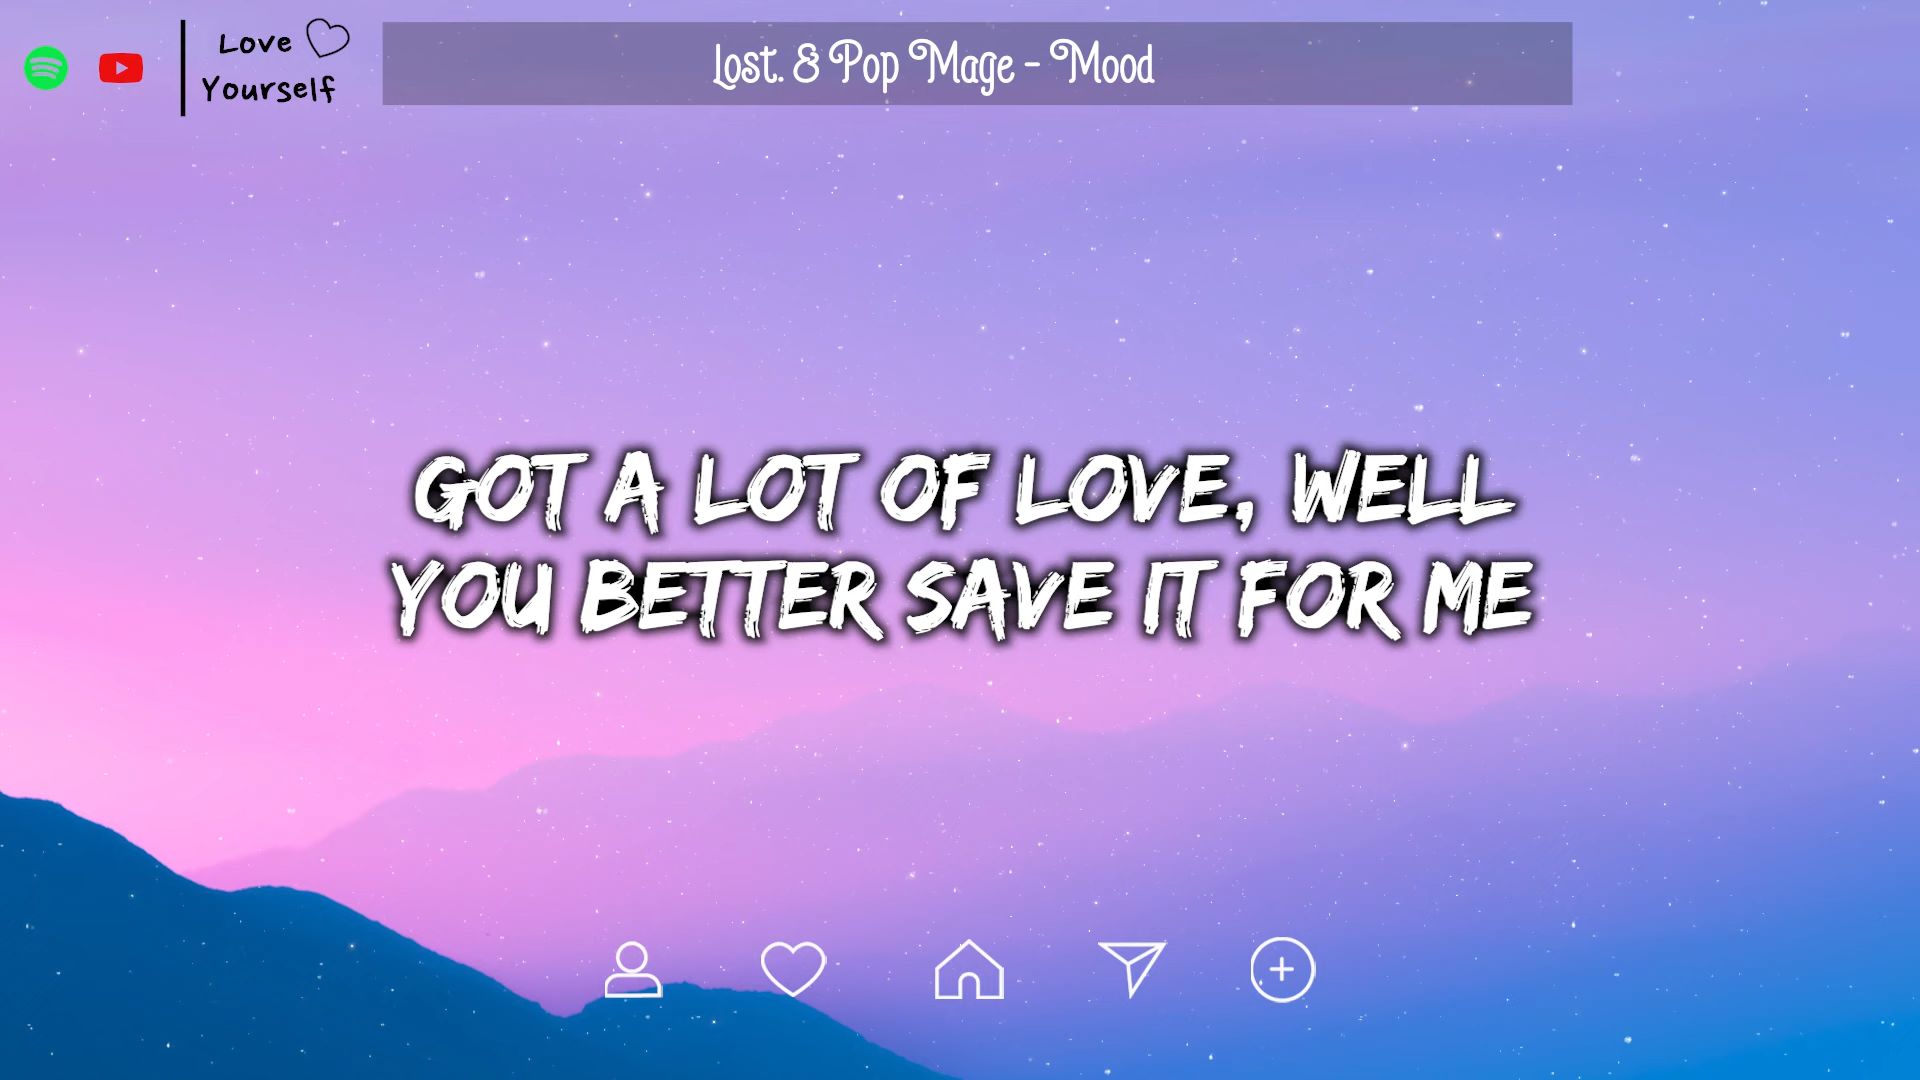 Love
Yourself
Lost. & Pop Mage - Mood
GOT A LOT OF LOVE, WELL
YOU BETTER SAVE IT FOR ME